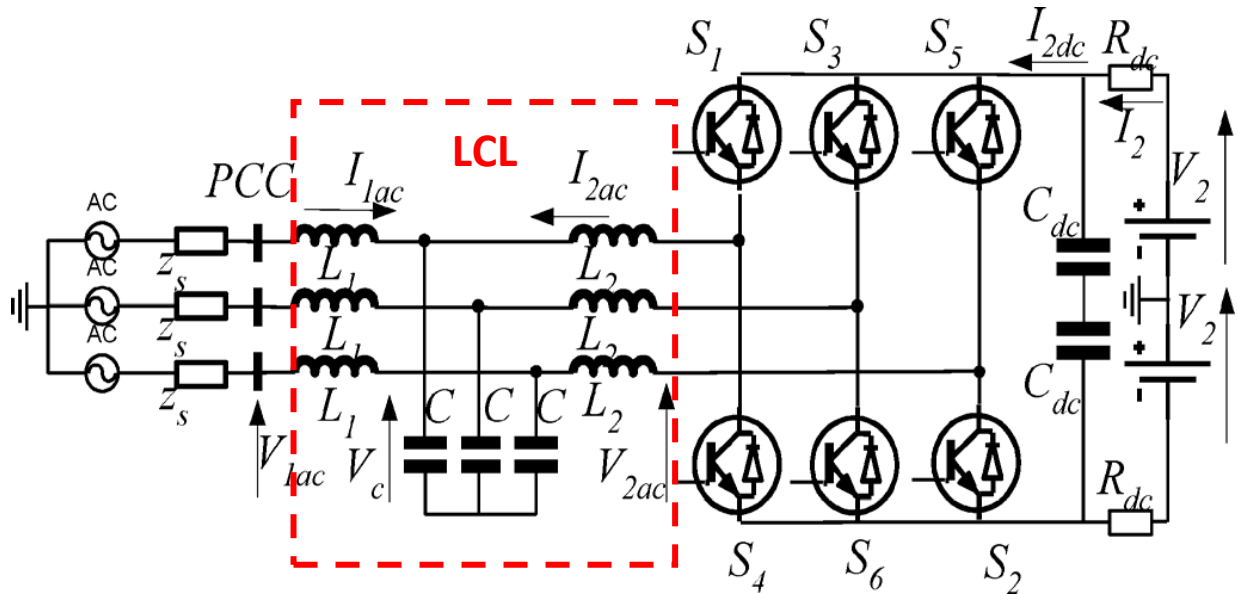 S1 S3 S5 I2dc Rdc
I2
LCL
PCC I1ac I2ac
V2
AC
zs L1 L2 Cdc + -
AC
zs L1 L2 V2
AC
zs L1 C C C L2 Cdc + -
V1ac Vc V2ac
Rdc
S4 S6 S2